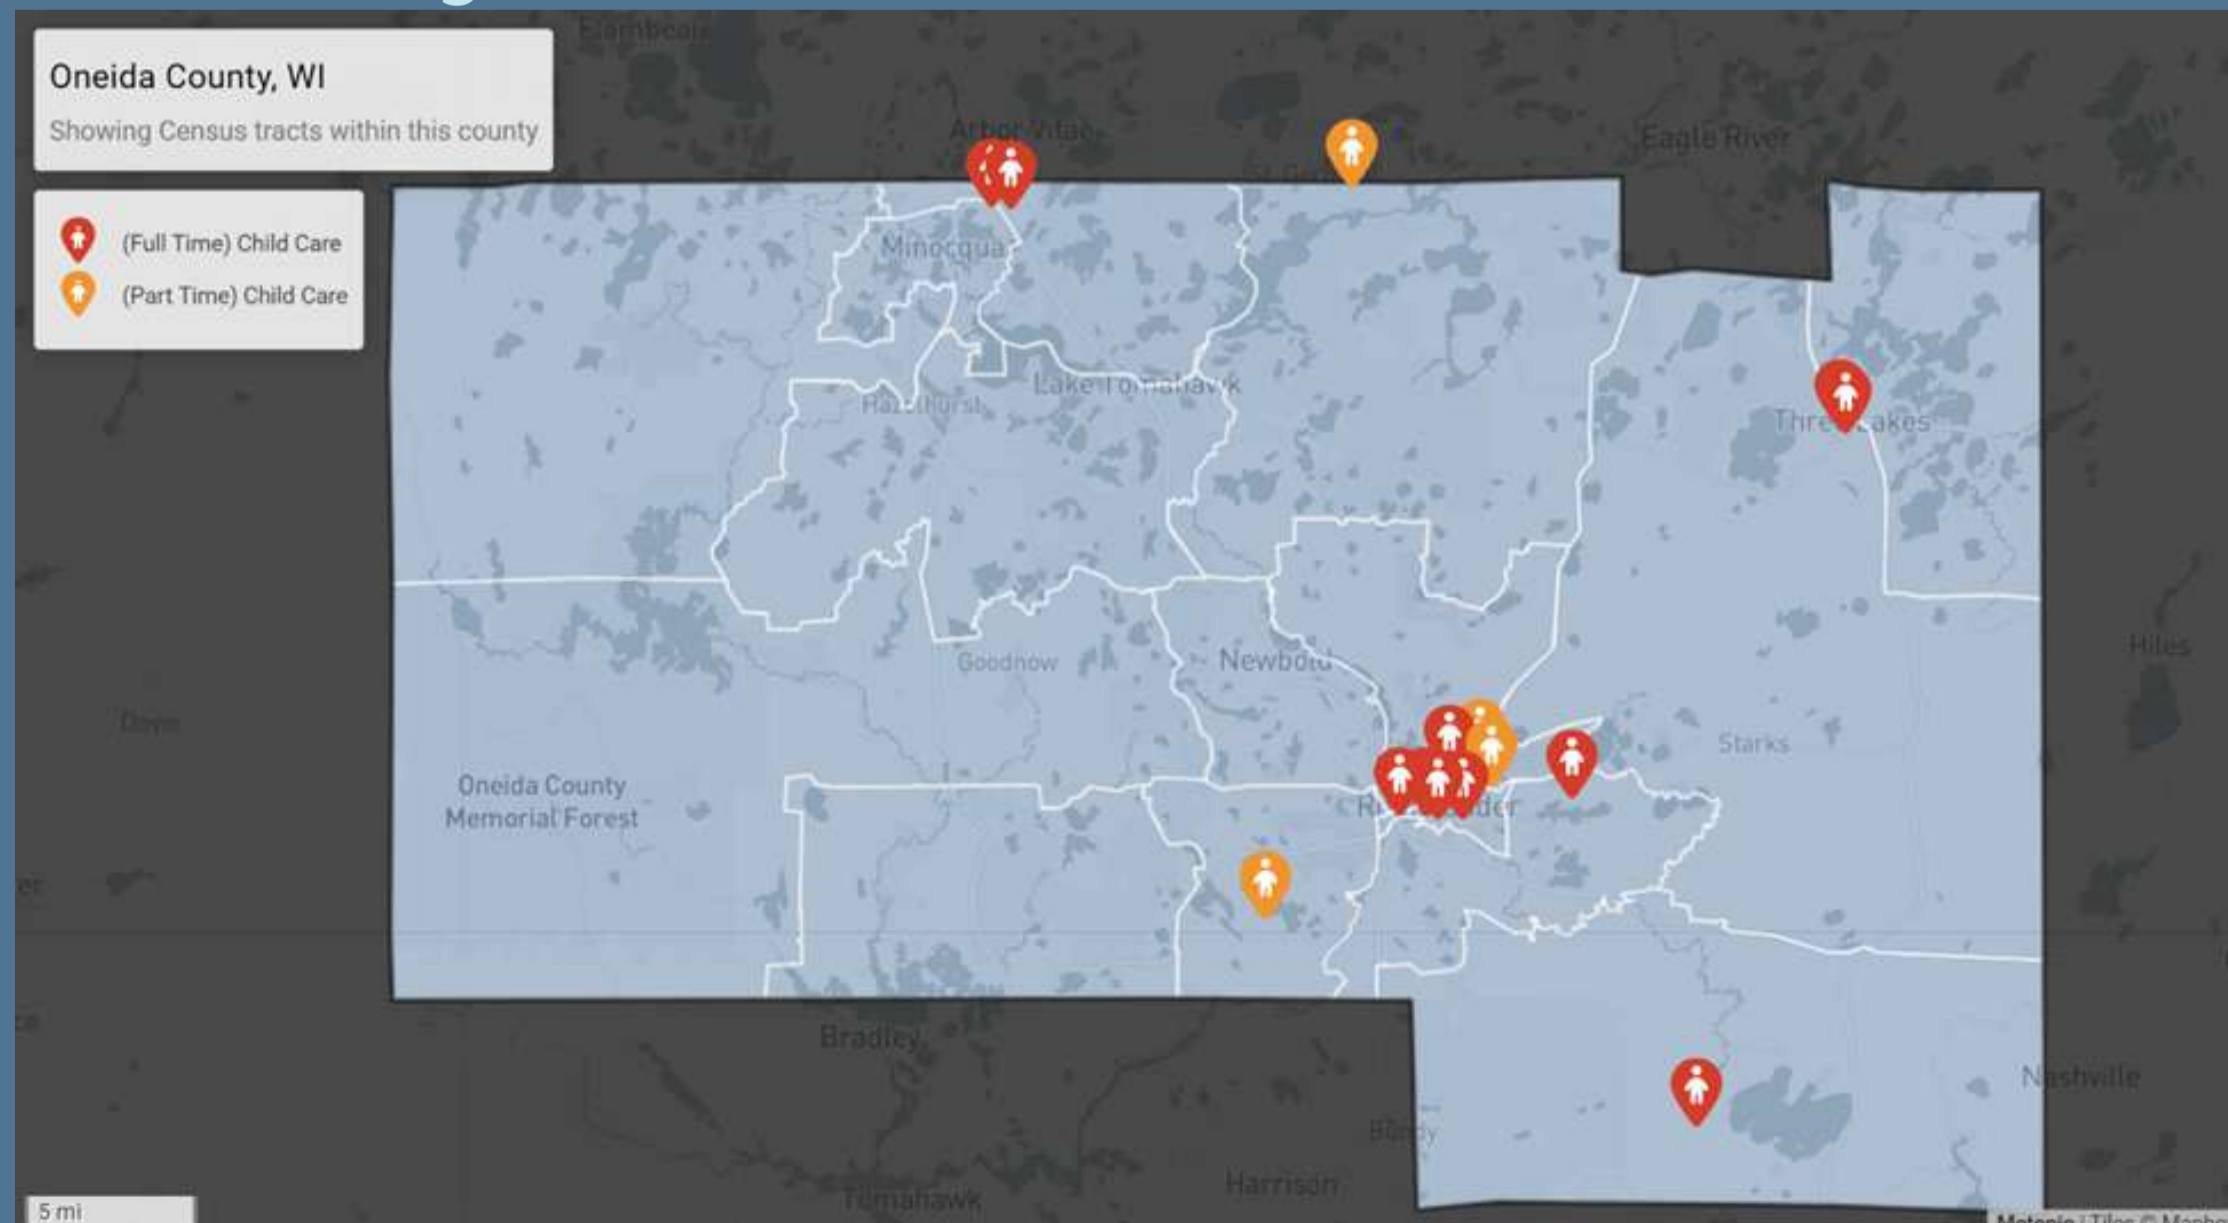 Oneida County, WI
Showing Census tracts within this county
(Full Time) Child Care
(Part Time) Child Care
Flambeau
Arbor Vitae
Eagle River
Minocqua
Lake Tomahawk
Hazelhurst
Three Lakes
Hiles
Goodnow
Newbold
Starks
Oneida County
Memorial Forest
Bradley
Nashville
Bundy
Harrison
Tomahawk
5 mi